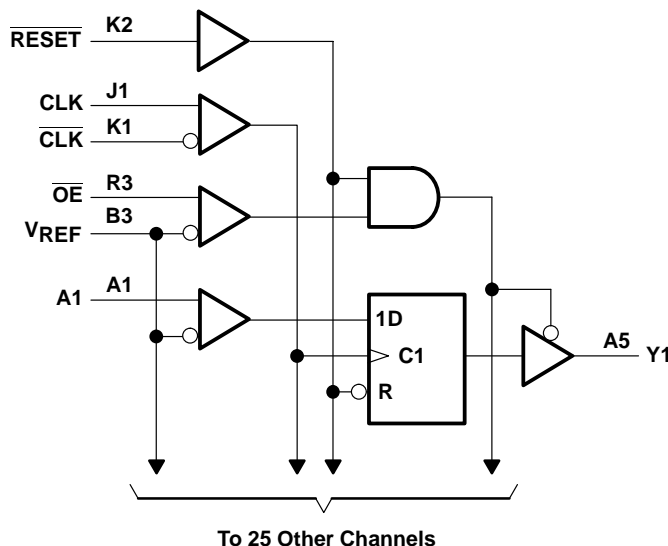 RESET K2
CLK J1
CLK K1
OE R3
VREF B3
A1 A1
1D
C1
R
A5 Y1
To 25 Other Channels